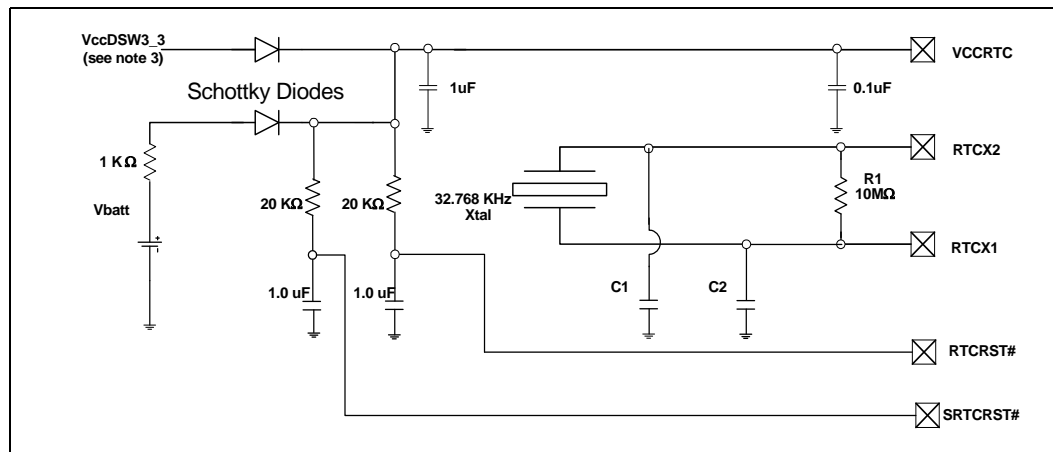 VccDSW3_3
(see note 3)
VCCRTC
1uF
0.1uF
Schottky Diodes
1 KΩ
Vbatt
20 KΩ
20 KΩ
32.768 KHz
Xtal
R1
10MΩ
RTCX2
RTCX1
1.0 uF
1.0 uF
C1
C2
RTCRST#
SRTCRST#